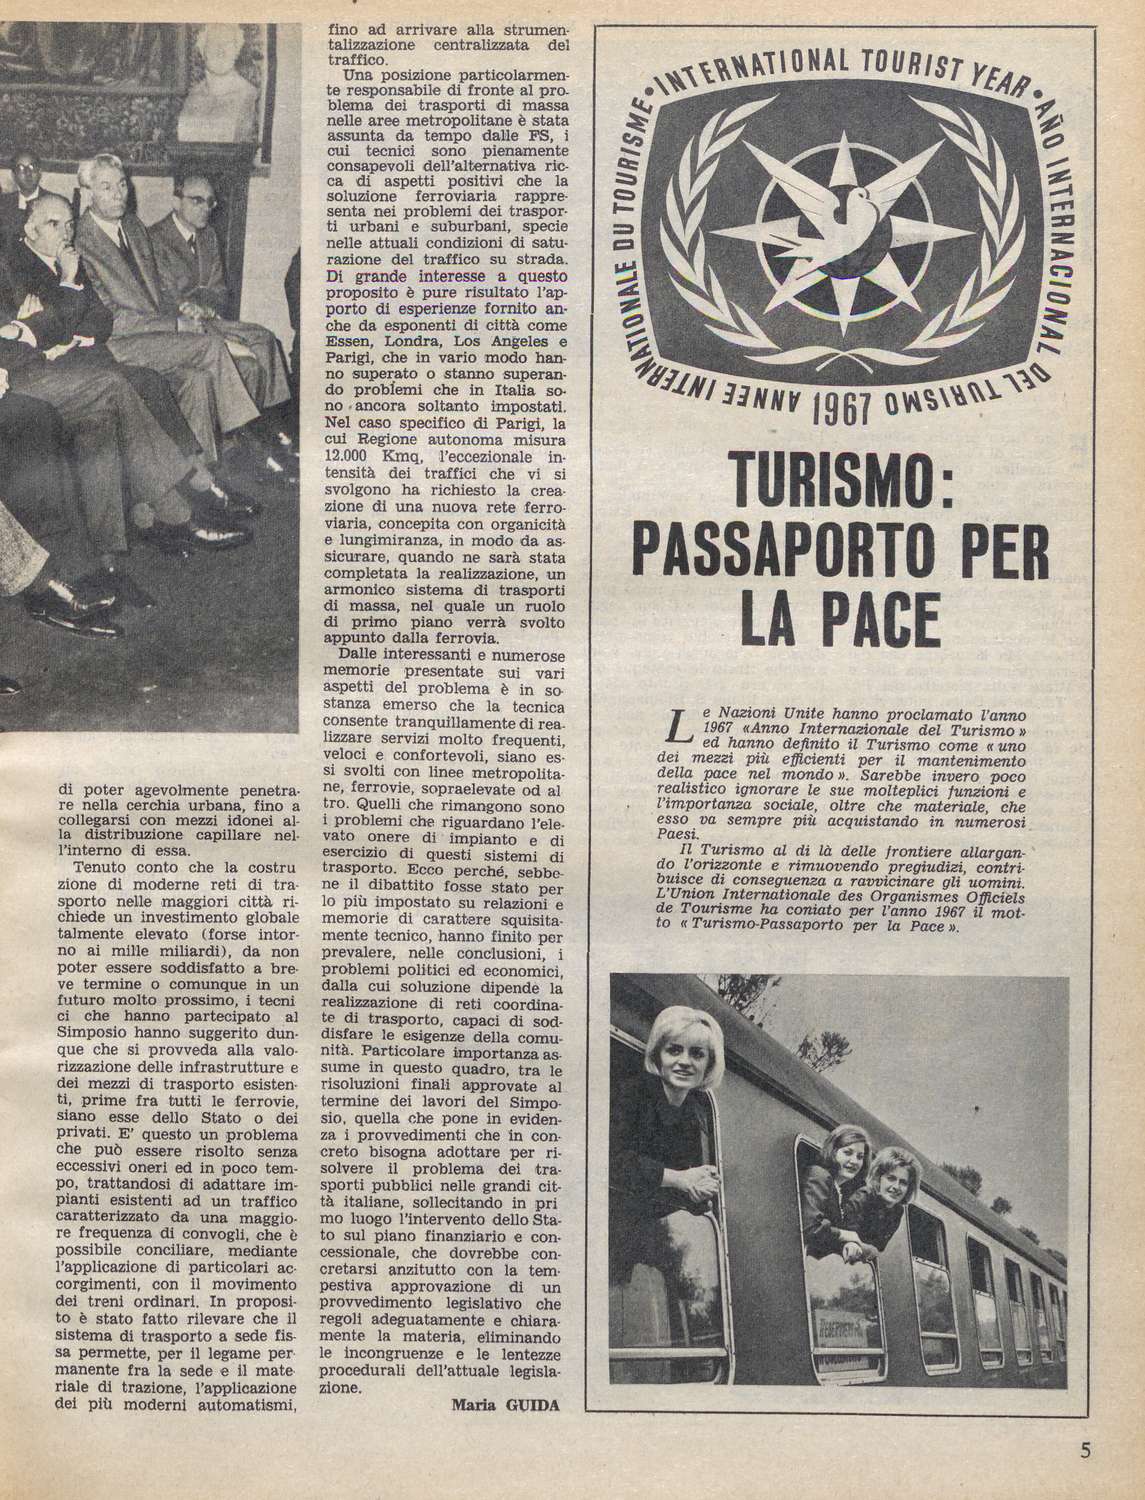 di poter agevolmente penetra-
re nella cerchia urbana, fino a
collegarsi con mezzi idonei al-
la distribuzione capillare nel-
l'interno di essa.
Tenuto conto che la costru
zione di moderne reti di tra-
sporto nelle maggiori città ri-
chiede un investimento globale
talmente elevato (forse intor-
no ai mille miliardi), da non
poter essere soddisfatto a bre-
ve termine o comunque in un
futuro molto prossimo, i tecni
ci che hanno partecipato al
Simposio hanno suggerito dun-
que che si provveda alla valo-
rizzazione delle infrastrutture e
dei mezzi di trasporto esisten-
ti, prime fra tutti le ferrovie,
siano esse dello Stato o dei
privati. E' questo un problema
che può essere risolto senza
eccessivi oneri ed in poco tem-
po, trattandosi di adattare im-
pianti esistenti ad un traffico
caratterizzato da una maggio-
re frequenza di convogli, che è
possibile conciliare, mediante
l'applicazione di particolari ac-
corgimenti, con il movimento
dei treni ordinari. In proposi-
to è stato fatto rilevare che il
sistema di trasporto a sede fis-
sa permette, per il legame per-
manente fra la sede e il mate-
riale di trazione, l'applicazione
dei più moderni automatismi,
fino ad arrivare alla strumen-
talizzazione centralizzata del
traffico.
Una posizione particolarmen-
te responsabile di fronte al pro-
blema dei trasporti di massa
nelle aree metropolitane è stata
assunta da tempo dalle FS, i
cui tecnici sono pienamente
consapevoli dell'alternativa ric-
ca di aspetti positivi che la
soluzione ferroviaria rappre-
senta nei problemi dei traspor-
ti urbani e suburbani, specie
nelle attuali condizioni di satu-
razione del traffico su strada.
Di grande interesse a questo
proposito è pure risultato l'ap-
porto di esperienze fornito an-
che da esponenti di città come
Essen, Londra, Los Angeles e
Parigi, che in vario modo han-
no superato o stanno superan-
do problemi che in Italia so-
no ancora soltanto impostati.
Nel caso specifico di Parigi, la
cui Regione autonoma misura
12.000 Kmq, l'eccezionale in-
tensità dei traffici che vi si
svolgono ha richiesto la crea-
zione di una nuova rete ferro-
viaria, concepita con organicità
e lungimiranza, in modo da as-
sicurare, quando ne sarà stata
completata la realizzazione, un
armonico sistema di trasporti
di massa, nel quale un ruolo
di primo piano verrà svolto
appunto dalla ferrovia.
Dalle interessanti e numerose
memorie presentate sui vari
aspetti del problema è in so-
stanza emerso che la tecnica
consente tranquillamente di rea-
lizzare servizi molto frequenti,
veloci e confortevoli, siano es-
si svolti con linee metropolita-
ne, ferrovie, sopraelevate od al
tro. Quelli che rimangono sono
i problemi che riguardano l'ele-
vato onere di impianto e di
esercizio di questi sistemi di
trasporto. Ecco perché, sebbe-
ne il dibattito fosse stato per
lo più impostato su relazioni e
memorie di carattere squisita-
mente tecnico, hanno finito per
prevalere, nelle conclusioni, i
problemi politici ed economici,
dalla cui soluzione dipende la
realizzazione di reti coordina-
te di trasporto, capaci di sod-
disfare le esigenze della comu-
nità. Particolare importanza as-
sume in questo quadro, tra le
risoluzioni finali approvate al
termine dei lavori del Simpo-
sio, quella che pone in eviden-
za i provvedimenti che in con-
creto bisogna adottare per ri-
solvere il problema dei tra-
sporti pubblici nelle grandi cit-
tà italiane, sollecitando in pri
mo luogo l'intervento dello Sta-
to sul piano finanziario e con-
cessionale, che dovrebbe con-
cretarsi anzitutto con la tem-
pestiva approvazione di un
provvedimento legislativo che
regoli adeguatamente e chiara-
mente la materia, eliminando
le incongruenze e le lentezze
procedurali dell'attuale legisla-
zione.
Maria GUIDA
INTERNATIONAL TOURIST YEAR
AÑO INTERNACIONAL DEL TURISMO
1967
ANNEE INTERNATIONALE DU TOURISME
TURISMO:
PASSAPORTO PER
LA PACE
Le Nazioni Unite hanno proclamato l'anno
1967 «Anno Internazionale del Turismo»
ed hanno definito il Turismo come «uno
dei mezzi più efficienti per il mantenimento
della pace nel mondo». Sarebbe invero poco
realistico ignorare le sue molteplici funzioni e
l'importanza sociale, oltre che materiale, che
esso va sempre più acquistando in numerosi
Paesi.
Il Turismo al di là delle frontiere allargan-
do l'orizzonte e rimuovendo pregiudizi, contri-
buisce di conseguenza a ravvicinare gli uomini.
L'Union Internationale des Organismes Officiels
de Tourisme ha coniato per l'anno 1967 il mot-
to «Turismo-Passaporto per la Pace».
5